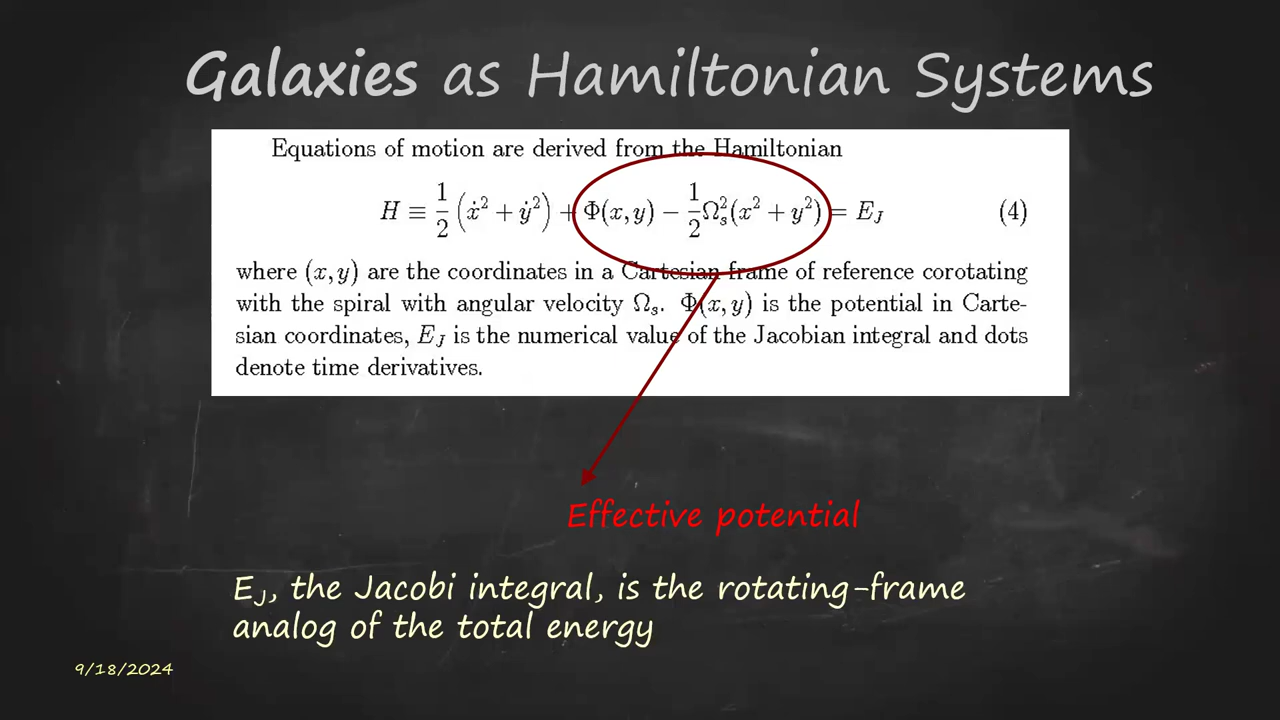 Galaxies as Hamiltonian Systems
Equations of motion are derived from the Hamiltonian
H ≡ 1/2 (ẋ² + ẏ²) + Φ(x, y) − 1/2 Ωₛ²(x² + y²) = E_J (4)
where (x, y) are the coordinates in a Cartesian frame of reference corotating
with the spiral with angular velocity Ωₛ. Φ(x, y) is the potential in Carte-
sian coordinates, E_J is the numerical value of the Jacobian integral and dots
denote time derivatives.
Effective potential
E_J, the Jacobi integral, is the rotating-frame
analog of the total energy
9/18/2024